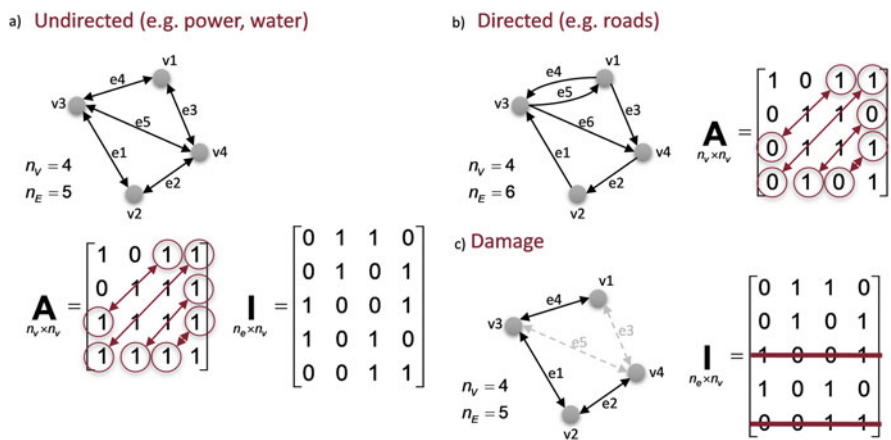 a) Undirected (e.g. power, water)
v1
e4
v3
e3
e5
v4
e1
e2
v2
n_V = 4
n_E = 5
A n_v × n_v =
1 0 1 1
0 1 1 1
1 1 1 1
1 1 1 1
I n_e × n_v =
0 1 1 0
0 1 0 1
1 0 0 1
1 0 1 0
0 0 1 1
b) Directed (e.g. roads)
v1
e4
e5
v3
e3
e6
v4
e1
e2
v2
n_V = 4
n_E = 6
A n_v × n_v =
1 0 1 1
0 1 1 0
0 1 1 1
0 1 0 1
c) Damage
v1
e4
v3
e3
e5
v4
e1
e2
v2
n_V = 4
n_E = 5
I n_e × n_v =
0 1 1 0
0 1 0 1
1 0 0 1
1 0 1 0
0 0 1 1